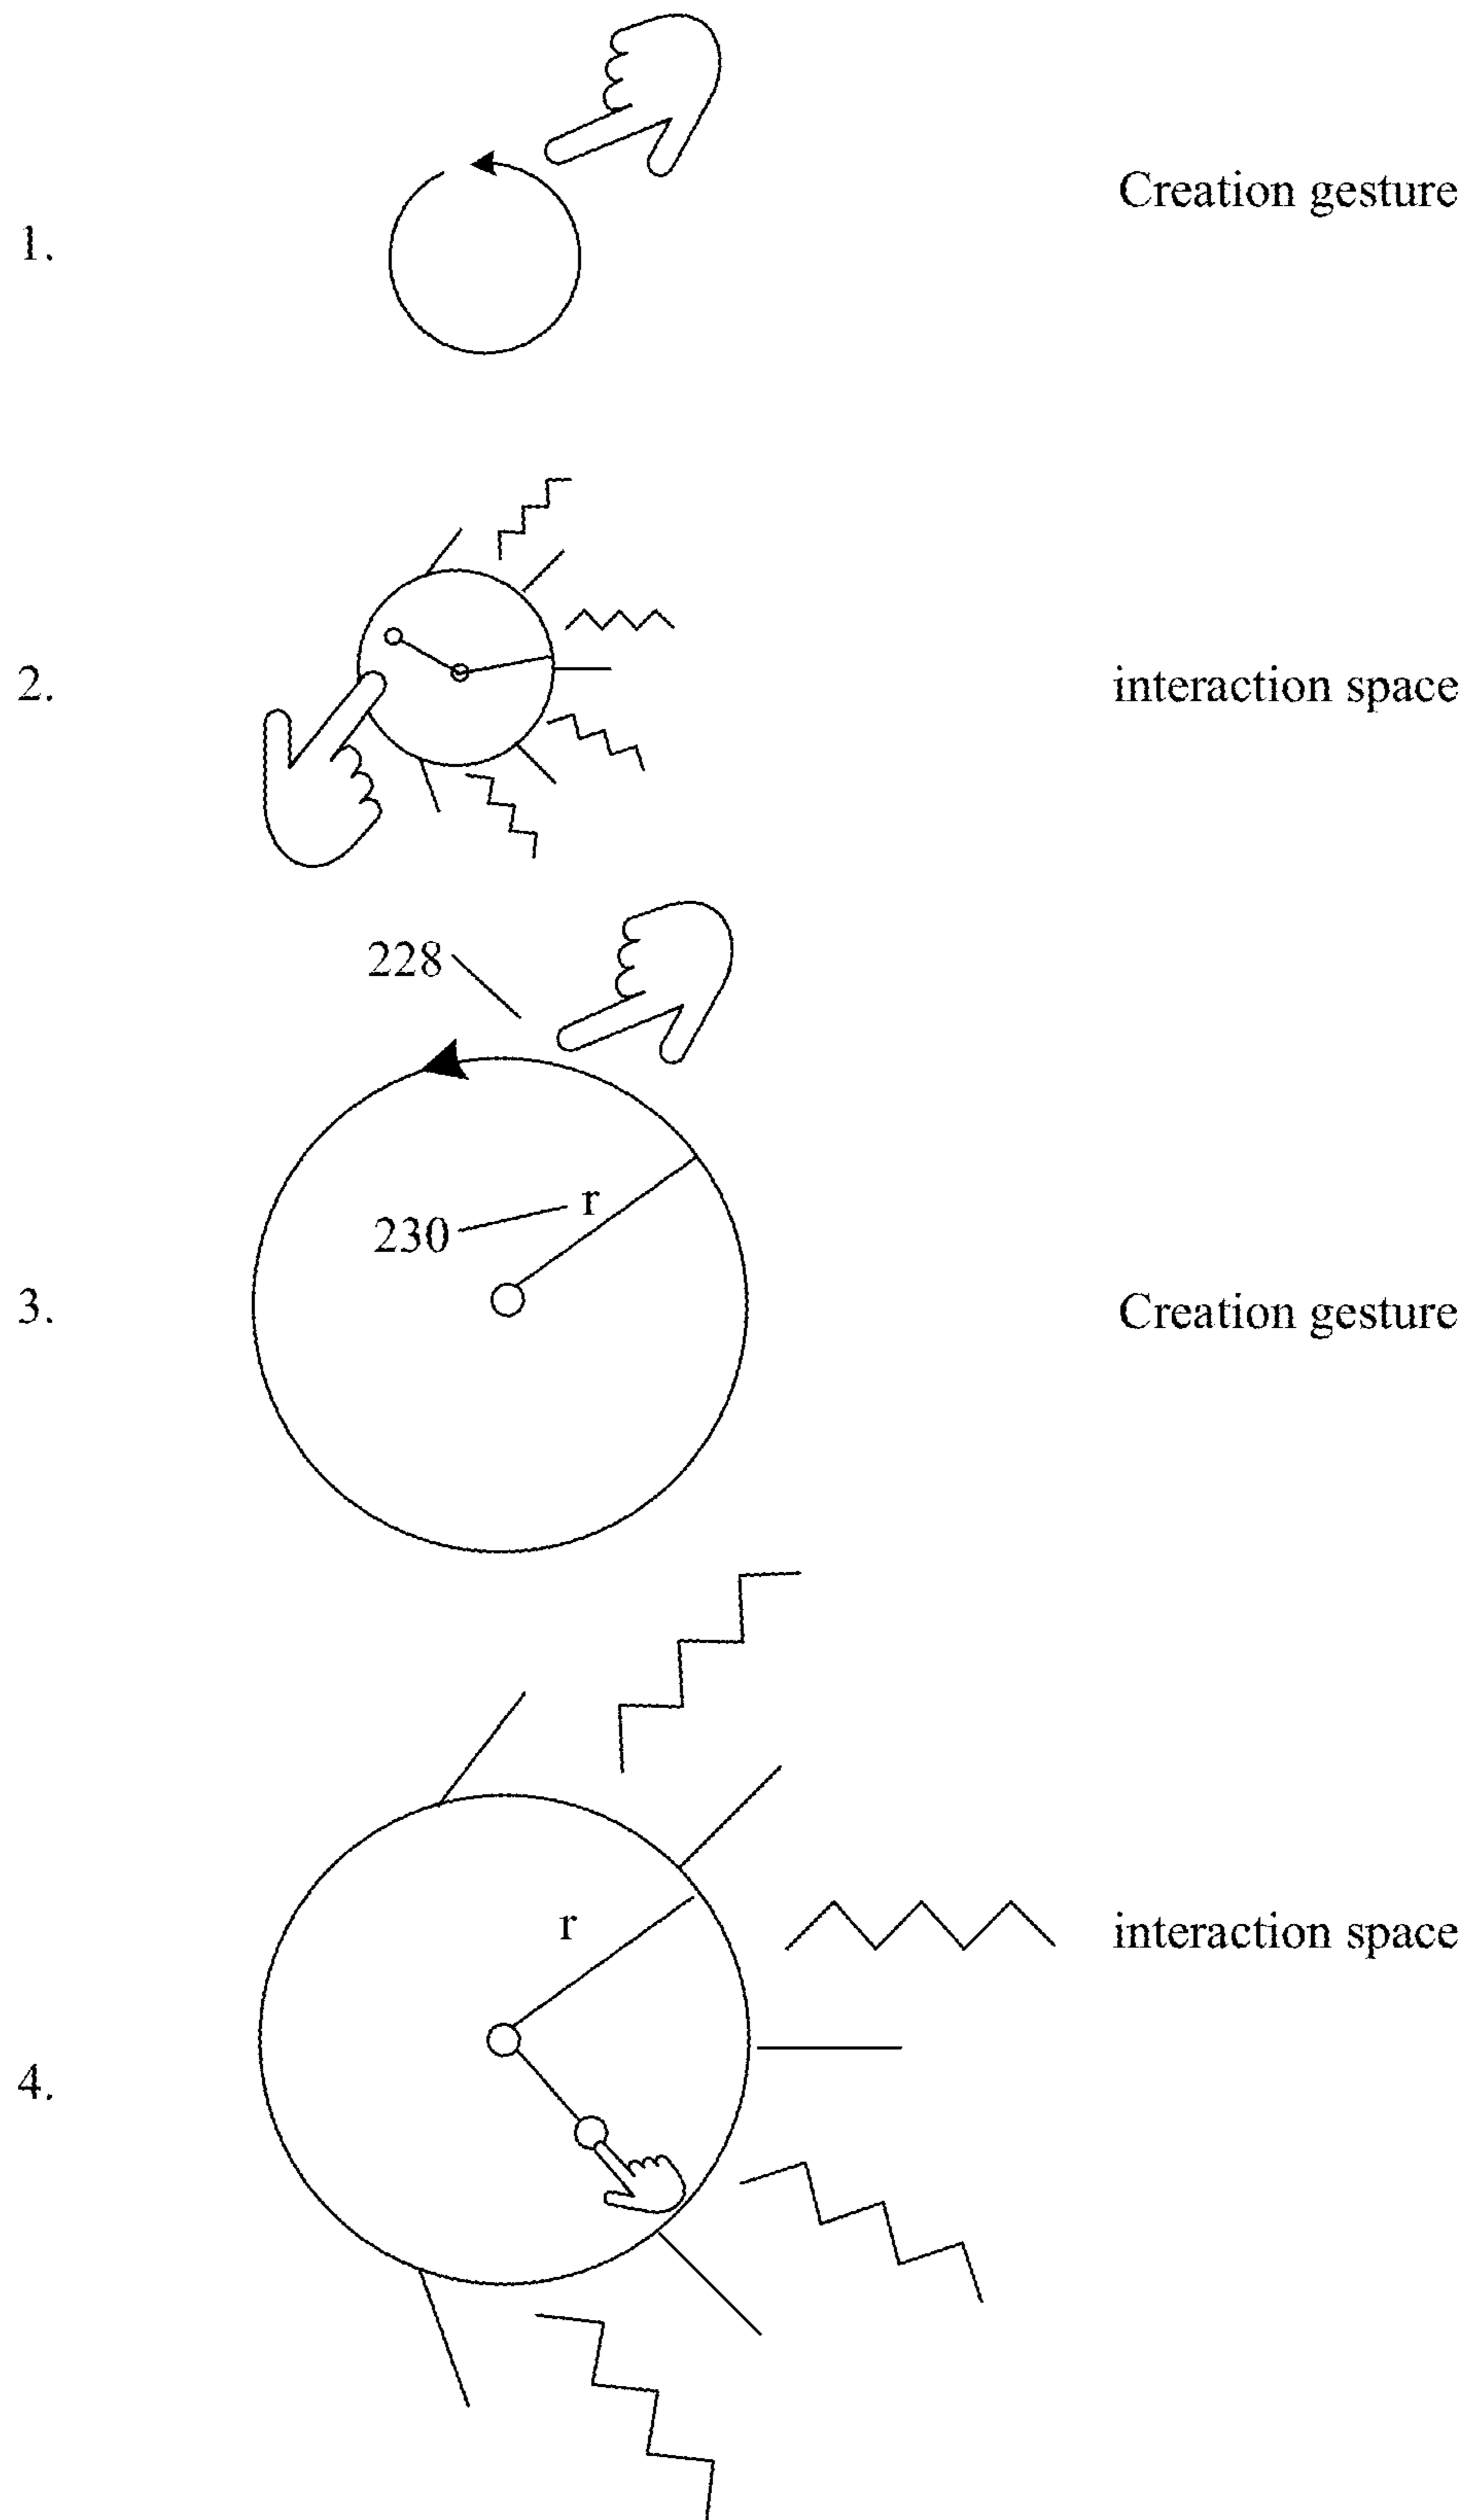 Creation gesture
1.
2.
interaction space
228
r
230
3.
Creation gesture
r
interaction space
4.